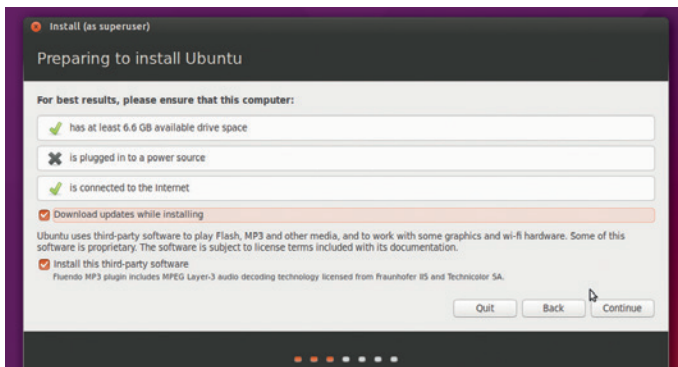 Install (as superuser)
Preparing to install Ubuntu
For best results, please ensure that this computer:
has at least 6.6 GB available drive space
is plugged in to a power source
is connected to the Internet
Download updates while installing
Ubuntu uses third-party software to play Flash, MP3 and other media, and to work with some graphics and wi-fi hardware. Some of this
software is proprietary. The software is subject to license terms included with its documentation.
Install this third-party software
Fluendo MP3 plugin includes MPEG Layer-3 audio decoding technology licensed from Fraunhofer IIS and Technicolor SA.
Quit Back Continue